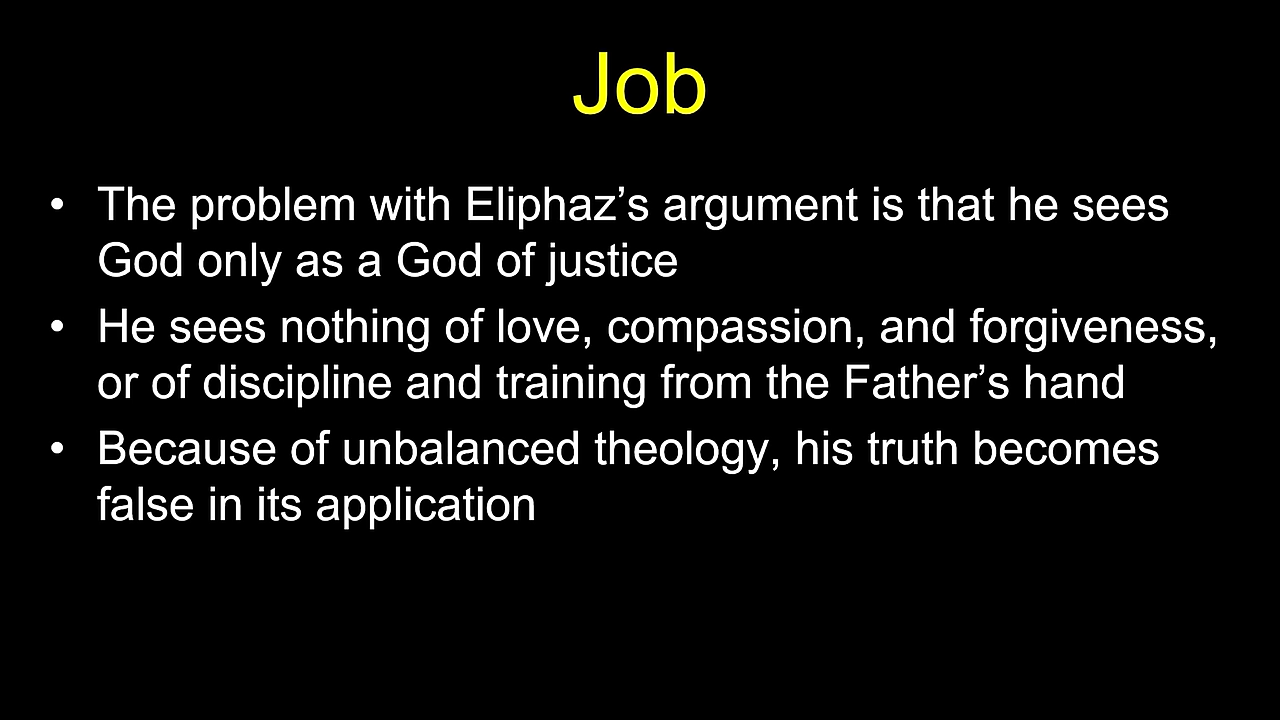 Job
• The problem with Eliphaz’s argument is that he sees
God only as a God of justice
• He sees nothing of love, compassion, and forgiveness,
or of discipline and training from the Father’s hand
• Because of unbalanced theology, his truth becomes
false in its application